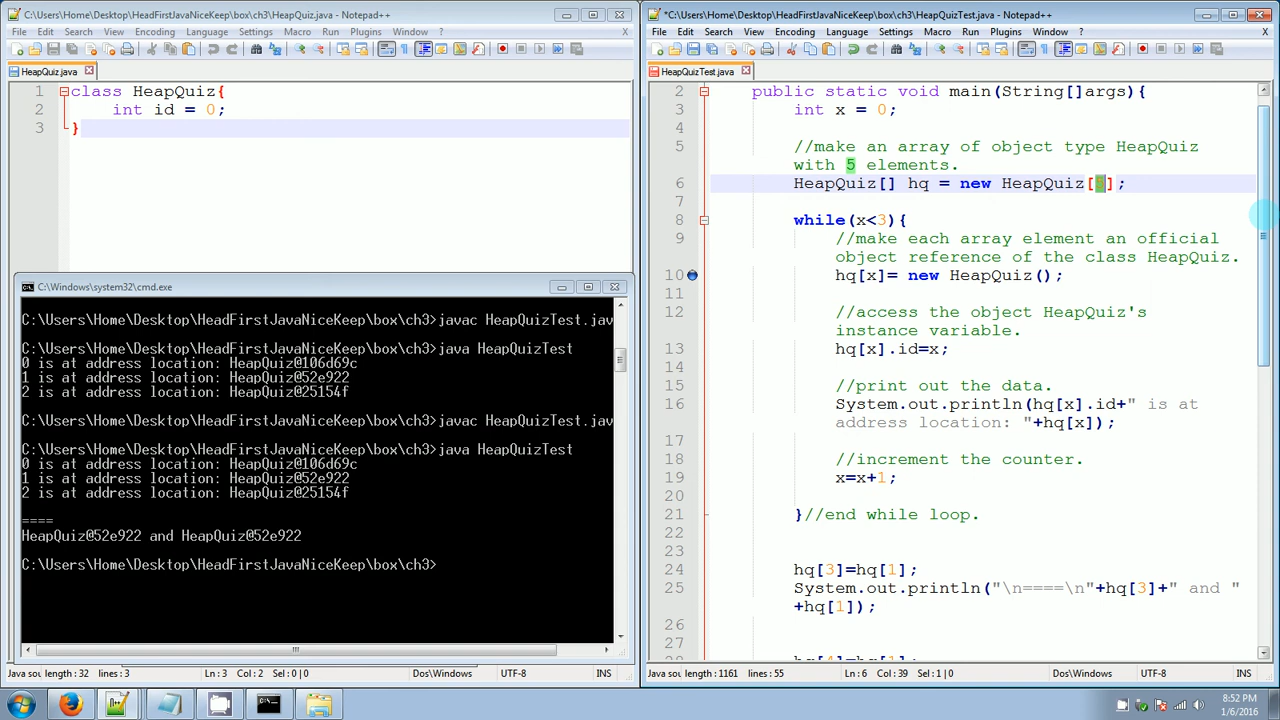 C:\Users\Home\Desktop\HeadFirstJavaNiceKeep\box\ch3\HeapQuiz.java - Notepad++
File Edit Search View Encoding Language Settings Macro Run Plugins Window ? X
HeapQuiz.java
1 class HeapQuiz{
2 int id = 0;
3 }
C:\Windows\system32\cmd.exe
C:\Users\Home\Desktop\HeadFirstJavaNiceKeep\box\ch3>javac HeapQuizTest.jav
C:\Users\Home\Desktop\HeadFirstJavaNiceKeep\box\ch3>java HeapQuizTest
0 is at address location: HeapQuiz@106d69c
1 is at address location: HeapQuiz@52e922
2 is at address location: HeapQuiz@25154f
C:\Users\Home\Desktop\HeadFirstJavaNiceKeep\box\ch3>javac HeapQuizTest.jav
C:\Users\Home\Desktop\HeadFirstJavaNiceKeep\box\ch3>java HeapQuizTest
0 is at address location: HeapQuiz@106d69c
1 is at address location: HeapQuiz@52e922
2 is at address location: HeapQuiz@25154f
====
HeapQuiz@52e922 and HeapQuiz@52e922
C:\Users\Home\Desktop\HeadFirstJavaNiceKeep\box\ch3>
Java sou length : 32 lines : 3 Ln : 3 Col : 2 Sel : 0 | 0 Dos\Windows UTF-8 INS
*C:\Users\Home\Desktop\HeadFirstJavaNiceKeep\box\ch3\HeapQuizTest.java - Notepad++
File Edit Search View Encoding Language Settings Macro Run Plugins Window ? X
HeapQuizTest.java
2 public static void main(String[]args){
3 int x = 0;
4
5 //make an array of object type HeapQuiz
with 5 elements.
6 HeapQuiz[] hq = new HeapQuiz[5];
7
8 while(x<3){
9 //make each array element an official
object reference of the class HeapQuiz.
10 hq[x]= new HeapQuiz();
11
12 //access the object HeapQuiz's
instance variable.
13 hq[x].id=x;
14
15 //print out the data.
16 System.out.println(hq[x].id+" is at
address location: "+hq[x]);
17
18 //increment the counter.
19 x=x+1;
20
21 }//end while loop.
22
23
24 hq[3]=hq[1];
25 System.out.println("\n====\n"+hq[3]+" and "
+hq[1]);
26
27
28 hq[4]=hq[1];
Java sou length : 1161 lines : 55 Ln : 6 Col : 39 Sel : 1 | 0 Dos\Windows UTF-8 INS
8:52 PM
1/6/2016